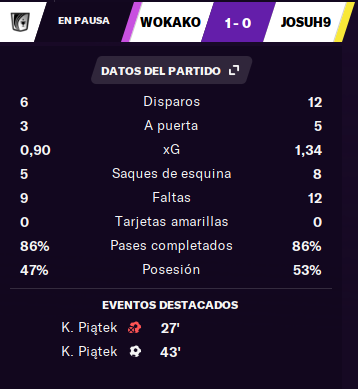 EN PAUSA WOKAKO 1 - 0 JOSUH9
DATOS DEL PARTIDO
6 Disparos 12
3 A puerta 5
0,90 xG 1,34
5 Saques de esquina 8
9 Faltas 12
0 Tarjetas amarillas 0
86% Pases completados 86%
47% Posesión 53%
EVENTOS DESTACADOS
K. Piątek 27'
K. Piątek 43'